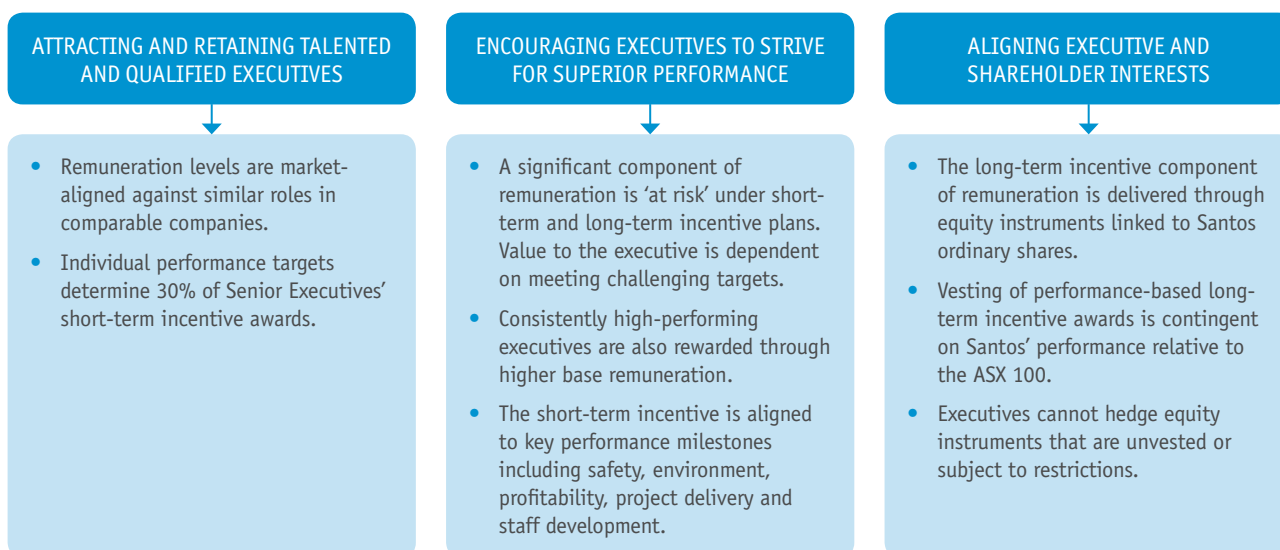 ATTRACTING AND RETAINING TALENTED
AND QUALIFIED EXECUTIVES
• Remuneration levels are market-
aligned against similar roles in
comparable companies.
• Individual performance targets
determine 30% of Senior Executives’
short-term incentive awards.
ENCOURAGING EXECUTIVES TO STRIVE
FOR SUPERIOR PERFORMANCE
• A significant component of
remuneration is ‘at risk’ under short-
term and long-term incentive plans.
Value to the executive is dependent
on meeting challenging targets.
• Consistently high-performing
executives are also rewarded through
higher base remuneration.
• The short-term incentive is aligned
to key performance milestones
including safety, environment,
profitability, project delivery and
staff development.
ALIGNING EXECUTIVE AND
SHAREHOLDER INTERESTS
• The long-term incentive component
of remuneration is delivered through
equity instruments linked to Santos
ordinary shares.
• Vesting of performance-based long-
term incentive awards is contingent
on Santos’ performance relative to
the ASX 100.
• Executives cannot hedge equity
instruments that are unvested or
subject to restrictions.